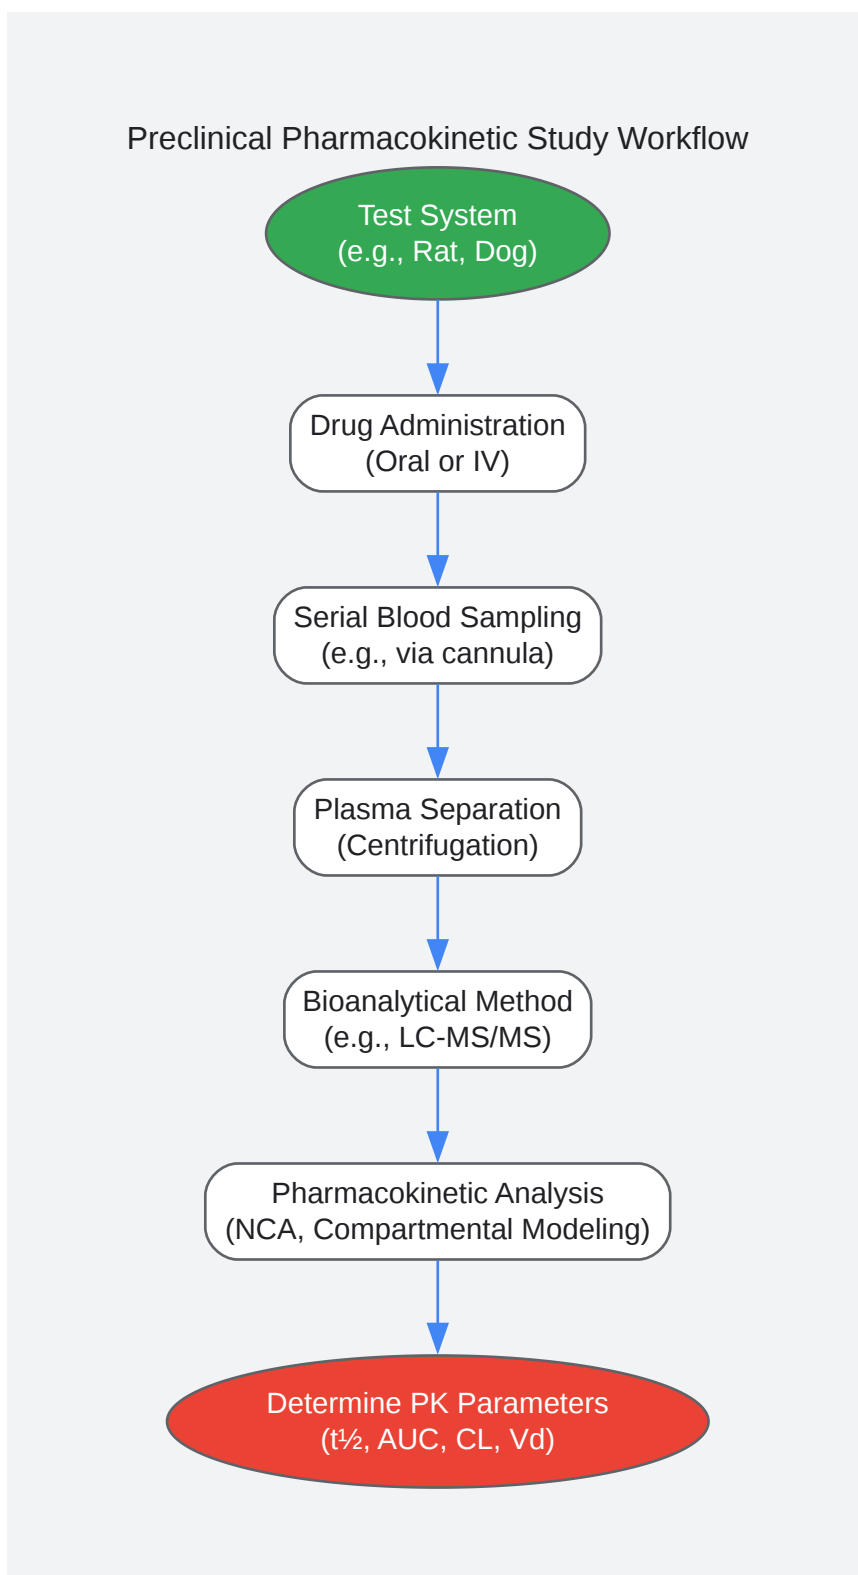 Preclinical Pharmacokinetic Study Workflow
Test System
(e.g., Rat, Dog)
Drug Administration
(Oral or IV)
Serial Blood Sampling
(e.g., via cannula)
Plasma Separation
(Centrifugation)
Bioanalytical Method
(e.g., LC-MS/MS)
Pharmacokinetic Analysis
(NCA, Compartmental Modeling)
Determine PK Parameters
(t½, AUC, CL, Vd)